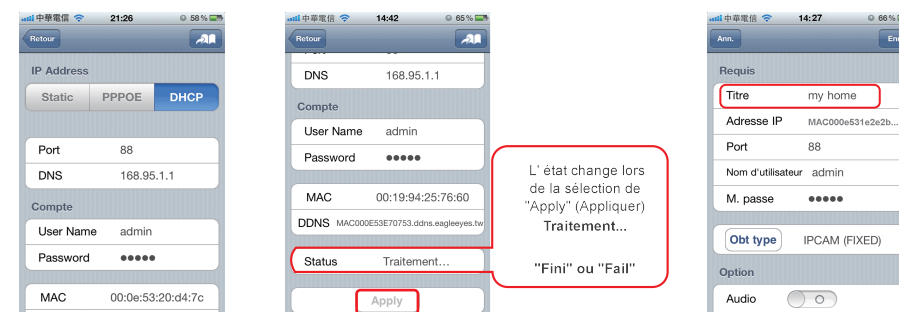 中華電信 21:26 58%
Retour
IP Address
Static PPPOE DHCP
Port 88
DNS 168.95.1.1
Compte
User Name admin
Password ●●●●●
MAC 00:0e:53:20:d4:7c
中華電信 14:42 65%
Retour
DNS 168.95.1.1
Compte
User Name admin
Password ●●●●●
MAC 00:19:94:25:76:60
DDNS MAC000E53E70753.ddns.eagleeyes.tw
Status Traitement...
Apply
L' état change lors
de la sélection de
"Apply" (Appliquer)
Traitement...
"Fini" ou "Fail"
中華電信 14:27 66%
Ann.
Requis
Titre my home
Adresse IP MAC000e531e2e2b...
Port 88
Nom d'utilisateur admin
M. passe ●●●●●
Obt type IPCAM (FIXED)
Option
Audio